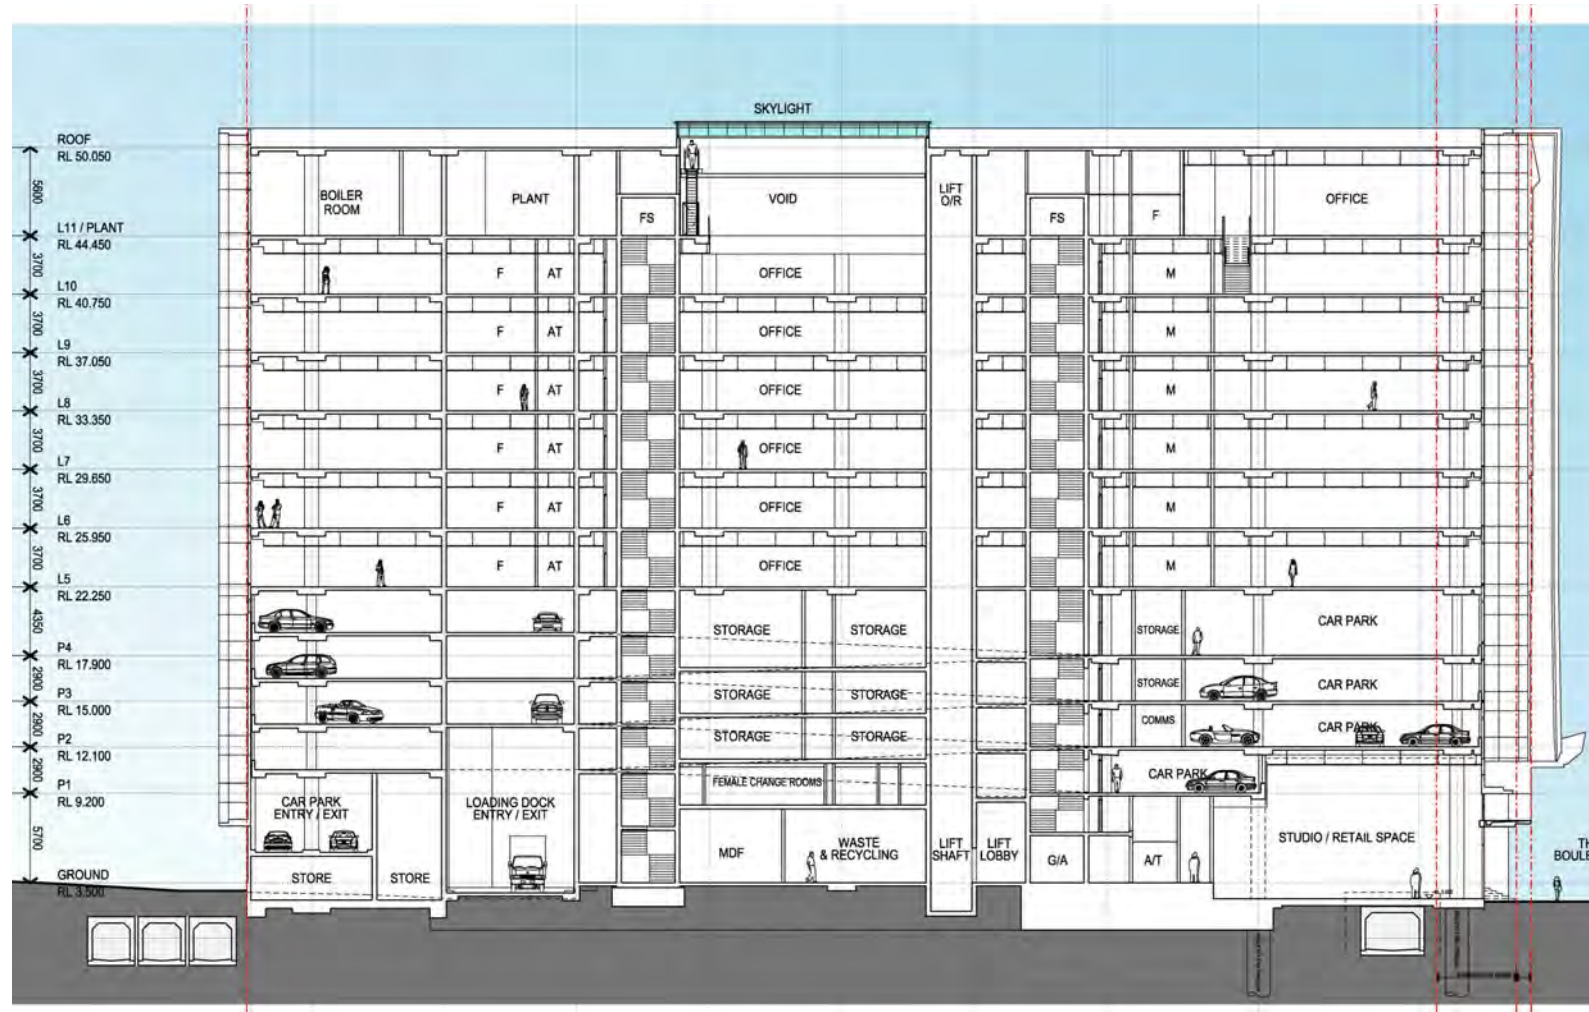 SKYLIGHT
ROOF
RL 50.050
5600
BOILER
ROOM
PLANT
FS
VOID
LIFT
O/R
FS
F
OFFICE
L11 / PLANT
RL 44.450
3700
F
AT
OFFICE
M
L10
RL 40.750
3700
F
AT
OFFICE
M
L9
RL 37.050
3700
F
AT
OFFICE
M
L8
RL 33.350
3700
F
AT
OFFICE
M
L7
RL 29.650
3700
F
AT
OFFICE
M
L6
RL 25.950
3700
F
AT
OFFICE
M
L5
RL 22.250
4350
STORAGE
STORAGE
STORAGE
CAR PARK
P4
RL 17.900
2900
STORAGE
STORAGE
STORAGE
CAR PARK
P3
RL 15.000
2900
STORAGE
STORAGE
COMMS
CAR PARK
P2
RL 12.100
2900
FEMALE CHANGE ROOMS
CAR PARK
P1
RL 9.200
5700
CAR PARK
ENTRY / EXIT
LOADING DOCK
ENTRY / EXIT
MDF
WASTE
& RECYCLING
LIFT
SHAFT
LIFT
LOBBY
G/A
A/T
STUDIO / RETAIL SPACE
TH
BOULE
STORE
STORE
GROUND
RL 3.500